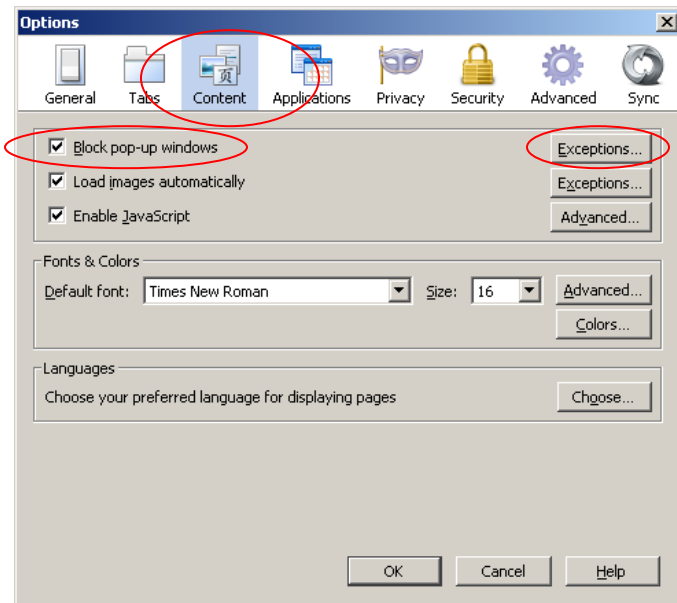 Options
General Tabs Content Applications Privacy Security Advanced Sync
页
Block pop-up windows Exceptions...
Load images automatically Exceptions...
Enable JavaScript Advanced...
Fonts & Colors
Default font: Times New Roman Size: 16 Advanced...
Colors...
Languages
Choose your preferred language for displaying pages Choose...
OK Cancel Help